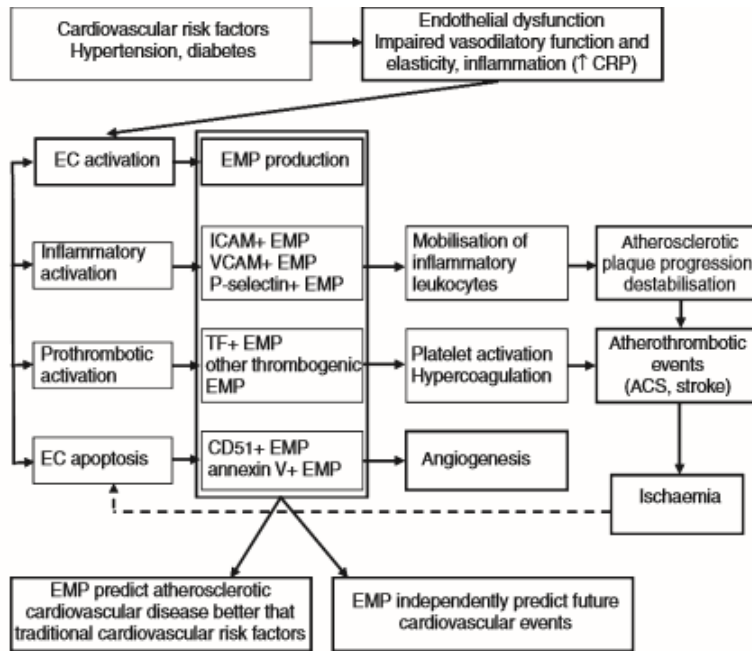 Cardiovascular risk factors
Hypertension, diabetes
Endothelial dysfunction
Impaired vasodilatory function and
elasticity, inflammation (↑ CRP)
EC activation
EMP production
Inflammatory
activation
ICAM+ EMP
VCAM+ EMP
P-selectin+ EMP
Mobilisation of
inflammatory
leukocytes
Atherosclerotic
plaque progression
destabilisation
Prothrombotic
activation
TF+ EMP
other thrombogenic
EMP
Platelet activation
Hypercoagulation
Atherothrombotic
events
(ACS, stroke)
EC apoptosis
CD51+ EMP
annexin V+ EMP
Angiogenesis
Ischaemia
EMP predict atherosclerotic
cardiovascular disease better that
traditional cardiovascular risk factors
EMP independently predict future
cardiovascular events